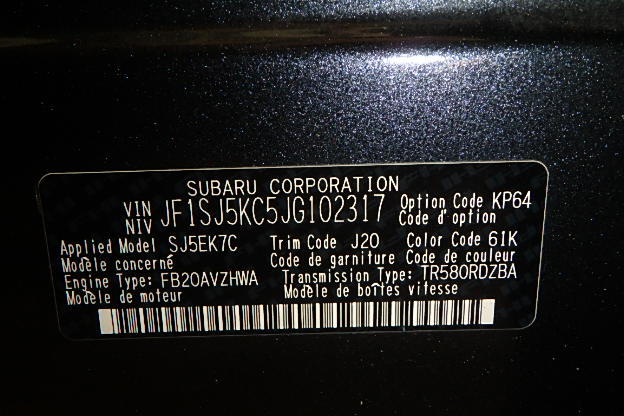 SUBARU CORPORATION
VIN NIV JF1SJ5KC5JG102317 Option Code KP64
Code d'option
Applied Model SJ5EK7C Trim Code J20 Color Code 61K
Modèle concerné Code de garniture Code de couleur
Engine Type: FB20AVZHWA Transmission Type: TR580RDZBA
Modèle de moteur Modèle de boîtes vitesse